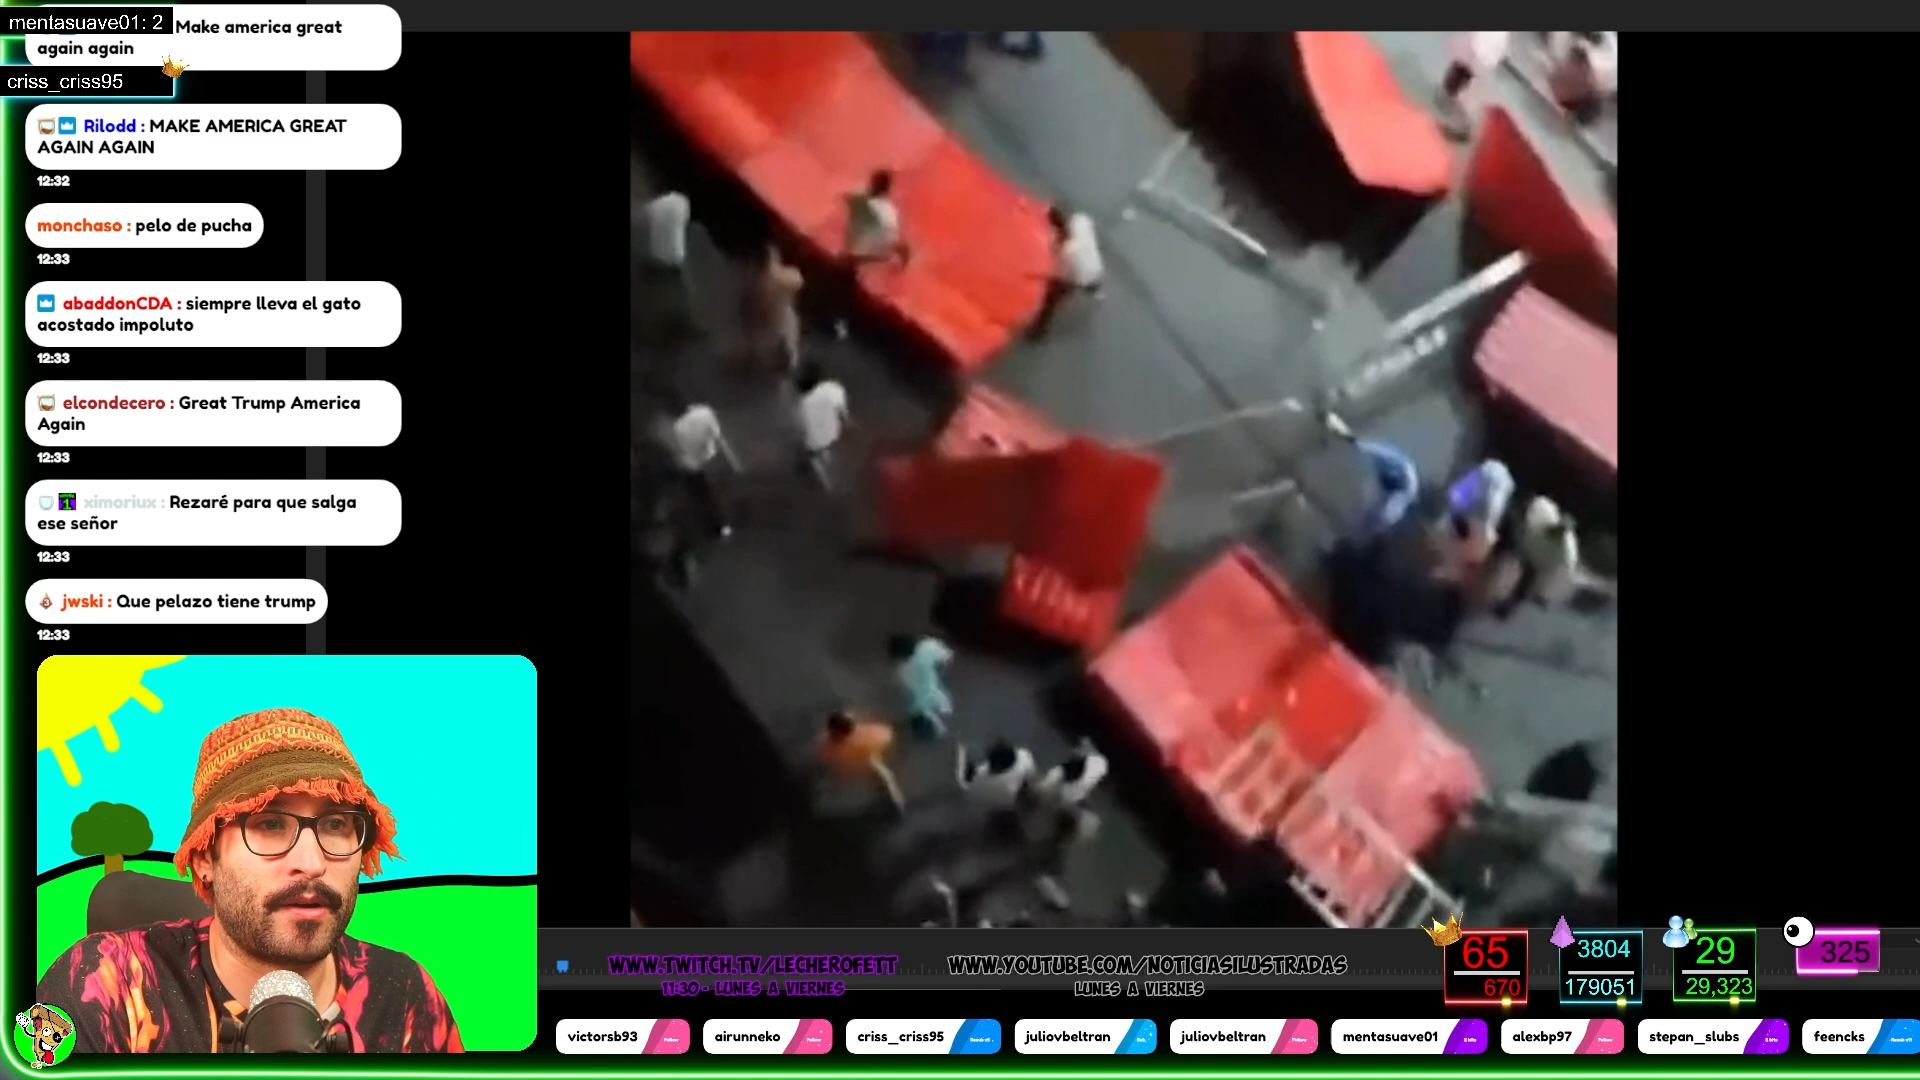 mentasuave01: 2
Make america great
again again
criss_criss95
Rilodd : MAKE AMERICA GREAT
AGAIN AGAIN
12:32
monchaso : pelo de pucha
12:33
abaddonCDA : siempre lleva el gato
acostado impoluto
12:33
elcondecero : Great Trump America
Again
12:33
ximoriux : Rezaré para que salga
ese señor
12:33
jwski : Que pelazo tiene trump
12:33
WWW.TWITCH.TV/LECHEROFETT
11:30 - LUNES A VIERNES
WWW.YOUTUBE.COM/NOTICIASILUSTRADAS
LUNES A VIERNES
65
670
3804
179051
29
29,323
325
victorsb93
airunneko
criss_criss95
juliovbeltran
juliovbeltran
mentasuave01
alexbp97
stepan_slubs
feencks